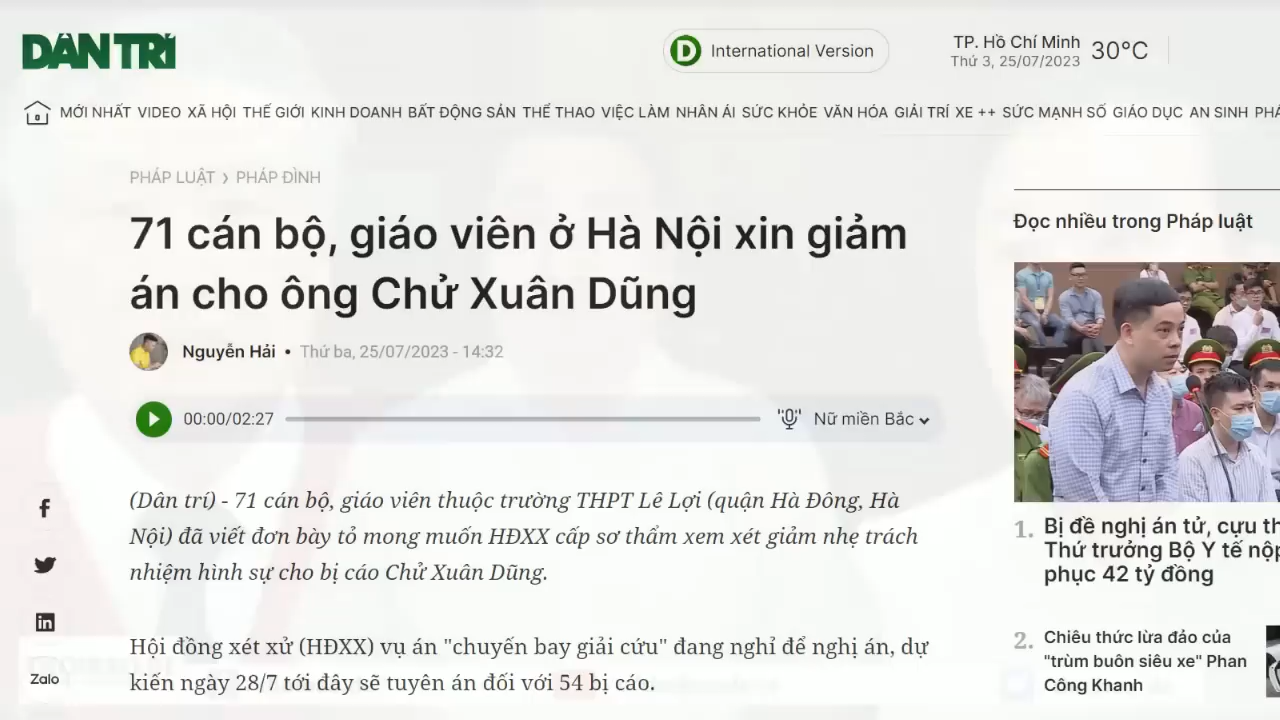 DÂN TRÍ
International Version
TP. Hồ Chí Minh
Thứ 3, 25/07/2023
30°C
MỚI NHẤT VIDEO XÃ HỘI THẾ GIỚI KINH DOANH BẤT ĐỘNG SẢN THỂ THAO VIỆC LÀM NHÂN ÁI SỨC KHỎE VĂN HÓA GIẢI TRÍ XE ++ SỨC MẠNH SỐ GIÁO DỤC AN SINH
PHÁP LUẬT › PHÁP ĐÌNH
71 cán bộ, giáo viên ở Hà Nội xin giảm
án cho ông Chử Xuân Dũng
Nguyễn Hải • Thứ ba, 25/07/2023 - 14:32
00:00/02:27
Nữ miền Bắc
(Dân trí) - 71 cán bộ, giáo viên thuộc trường THPT Lê Lợi (quận Hà Đông, Hà
Nội) đã viết đơn bày tỏ mong muốn HĐXX cấp sơ thẩm xem xét giảm nhẹ trách
nhiệm hình sự cho bị cáo Chử Xuân Dũng.
Hội đồng xét xử (HĐXX) vụ án "chuyến bay giải cứu" đang nghỉ để nghị án, dự
kiến ngày 28/7 tới đây sẽ tuyên án đối với 54 bị cáo.
Zalo
Đọc nhiều trong Pháp luật
1. Bị đề nghị án tử, cựu
Thứ trưởng Bộ Y tế
phục 42 tỷ đồng
2. Chiêu thức lừa đảo của
"trùm buôn siêu xe" Phan
Công Khanh